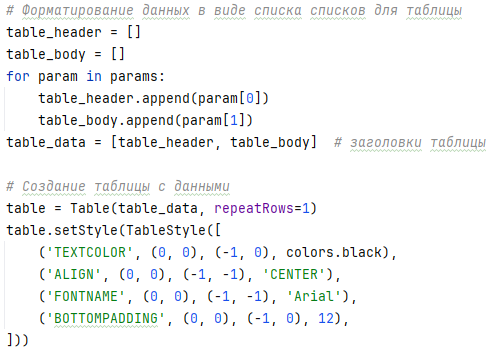 # Форматирование данных в виде списка списков для таблицы
table_header = []
table_body = []
for param in params:
    table_header.append(param[0])
    table_body.append(param[1])
table_data = [table_header, table_body]  # заголовки таблицы

# Создание таблицы с данными
table = Table(table_data, repeatRows=1)
table.setStyle(TableStyle([
    ('TEXTCOLOR', (0, 0), (-1, 0), colors.black),
    ('ALIGN', (0, 0), (-1, -1), 'CENTER'),
    ('FONTNAME', (0, 0), (-1, -1), 'Arial'),
    ('BOTTOMPADDING', (0, 0), (-1, 0), 12),
]))